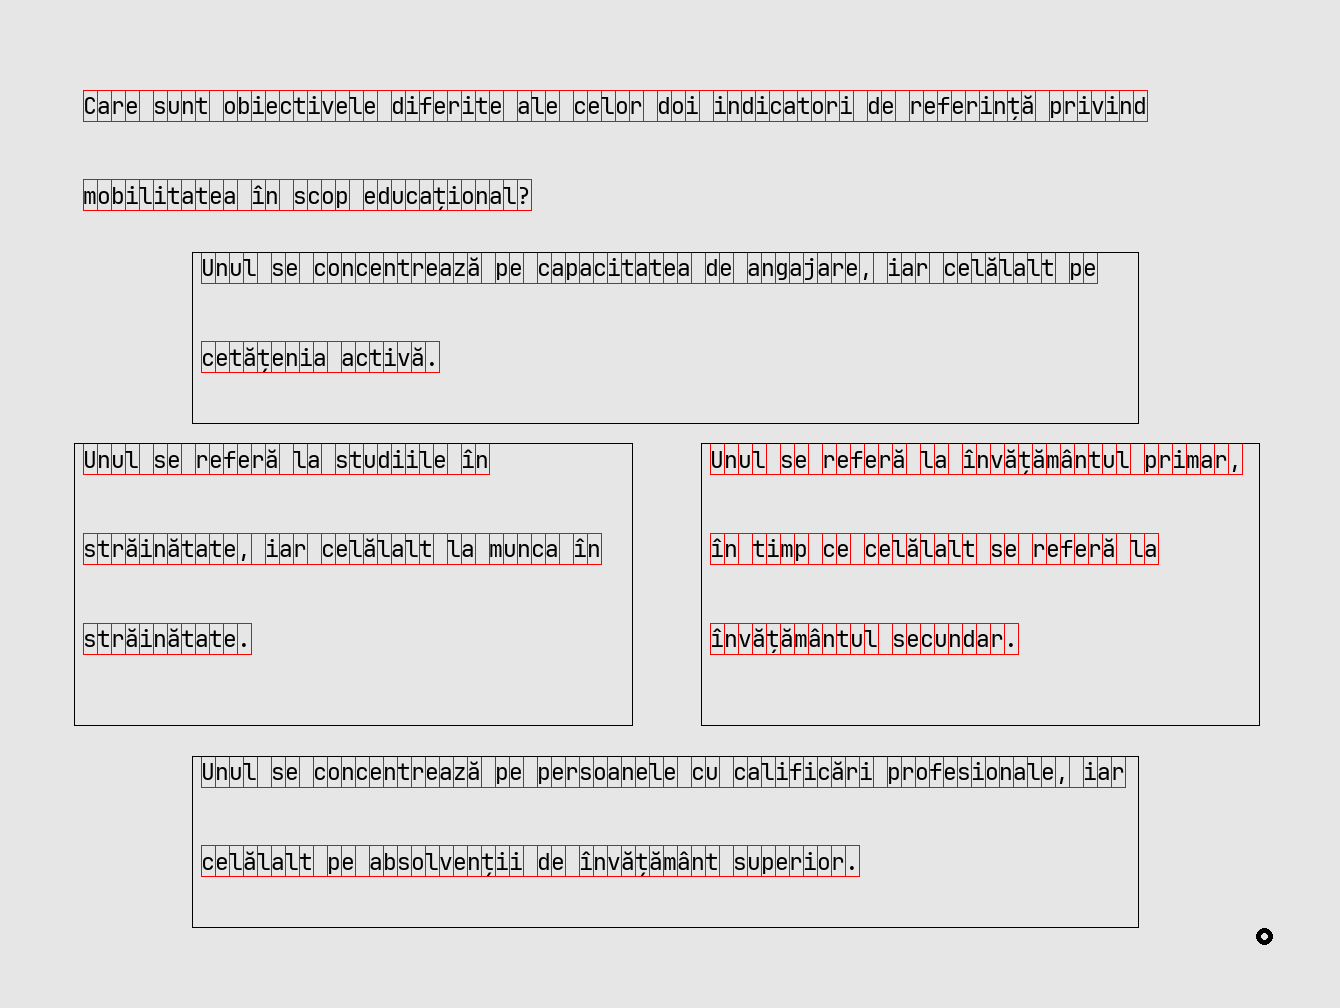 Care sunt obiectivele diferite ale celor doi indicatori de referință privind
mobilitatea în scop educațional?
Unul se concentrează pe capacitatea de angajare, iar celălalt pe
cetățenia activă.
Unul se referă la studiile în
străinătate, iar celălalt la munca în
străinătate.
Unul se referă la învățământul primar,
în timp ce celălalt se referă la
învățământul secundar.
Unul se concentrează pe persoanele cu calificări profesionale, iar
celălalt pe absolvenții de învățământ superior.